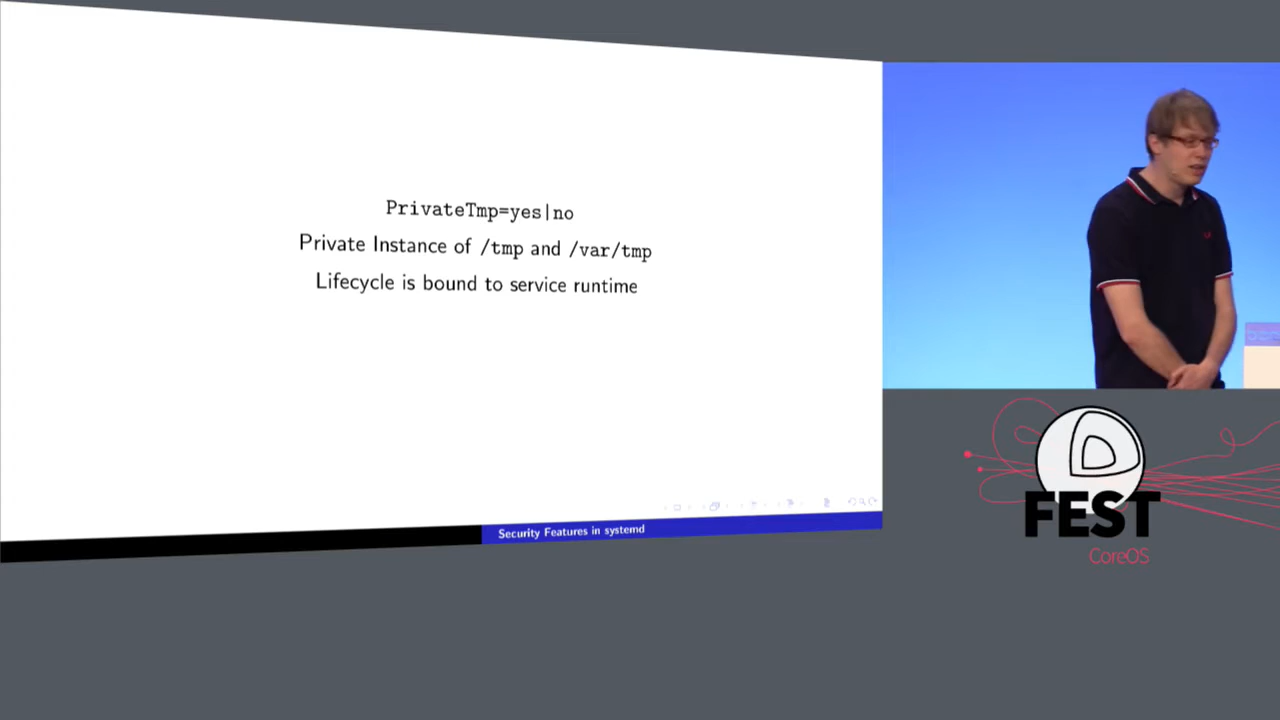 PrivateTmp=yes|no
Private Instance of /tmp and /var/tmp
Lifecycle is bound to service runtime
Security Features in systemd
FEST
CoreOS